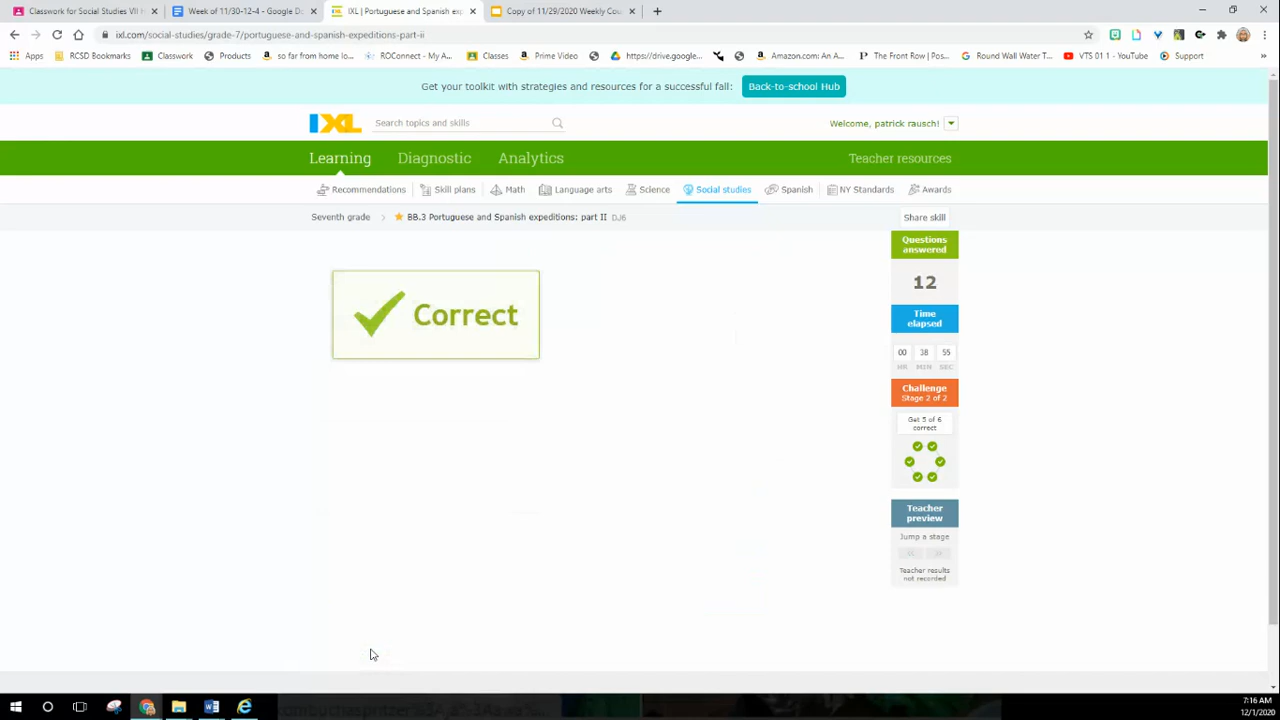 Classwork for Social Studies VII H
Week of 11/30-12-4 - Google Do
IXL | Portuguese and Spanish exp
Copy of 11/29/2020 Weekly Cou
ixl.com/social-studies/grade-7/portuguese-and-spanish-expeditions-part-ii
Apps
RCSD Bookmarks
Classwork
Products
so far from home lo...
ROConnect - My A...
Classes
Prime Video
https://drive.google...
Amazon.com: An A...
The Front Row | Pos...
Round Wall Water T...
VTS 01 1 - YouTube
Support
Get your toolkit with strategies and resources for a successful fall:
Back-to-school Hub
IXL
Search topics and skills
Welcome, patrick rausch!
Learning
Diagnostic
Analytics
Teacher resources
Recommendations
Skill plans
Math
Language arts
Science
Social studies
Spanish
NY Standards
Awards
Seventh grade
BB.3 Portuguese and Spanish expeditions: part II DJ6
Share skill
Correct
Questions
answered
12
Time
elapsed
00 38 55
HR MIN SEC
Challenge
Stage 2 of 2
Get 5 of 6
correct
Teacher
preview
Jump a stage
Teacher results
not recorded
7:16 AM
12/1/2020